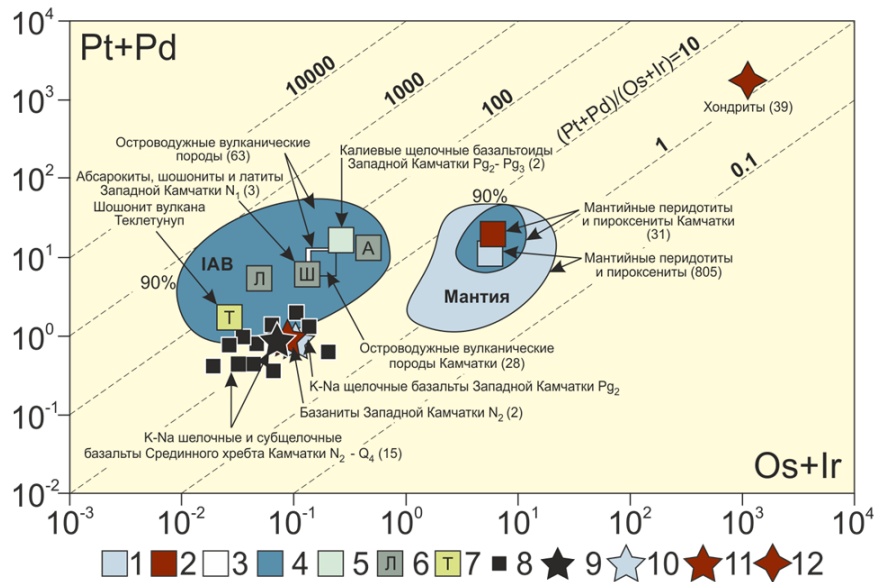 Pt+Pd
10⁴
10³
10²
10¹
10⁰
10⁻¹
10⁻²
10000
1000
100
(Pt+Pd)/(Os+Ir)=10
1
0.1
Хондриты (39)
Островодужные вулканические
породы (63)
Калиевые щелочные базальтоиды
Западной Камчатки Pg₂- Pg₃ (2)
Абсарокиты, шошониты и латиты
Западной Камчатки N₁ (3)
Шошонит вулкана
Теклетунуп
90%
Мантийные перидотиты
и пироксениты Камчатки
(31)
Мантийные перидотиты
и пироксениты (805)
IAB
Л
Ш
А
Т
90%
Мантия
Островодужные вулканические
породы Камчатки (28)
K-Na щелочные базальты Западной Камчатки Pg₂
Базаниты Западной Камчатки N₂ (2)
K-Na шелочные и субщелочные
базальты Срединного хребта Камчатки N₂ - Q₄ (15)
Os+Ir
10⁻³ 10⁻² 10⁻¹ 10⁰ 10¹ 10² 10³ 10⁴
1 2 3 4 5 Л 6 Т 7 8 9 10 11 12